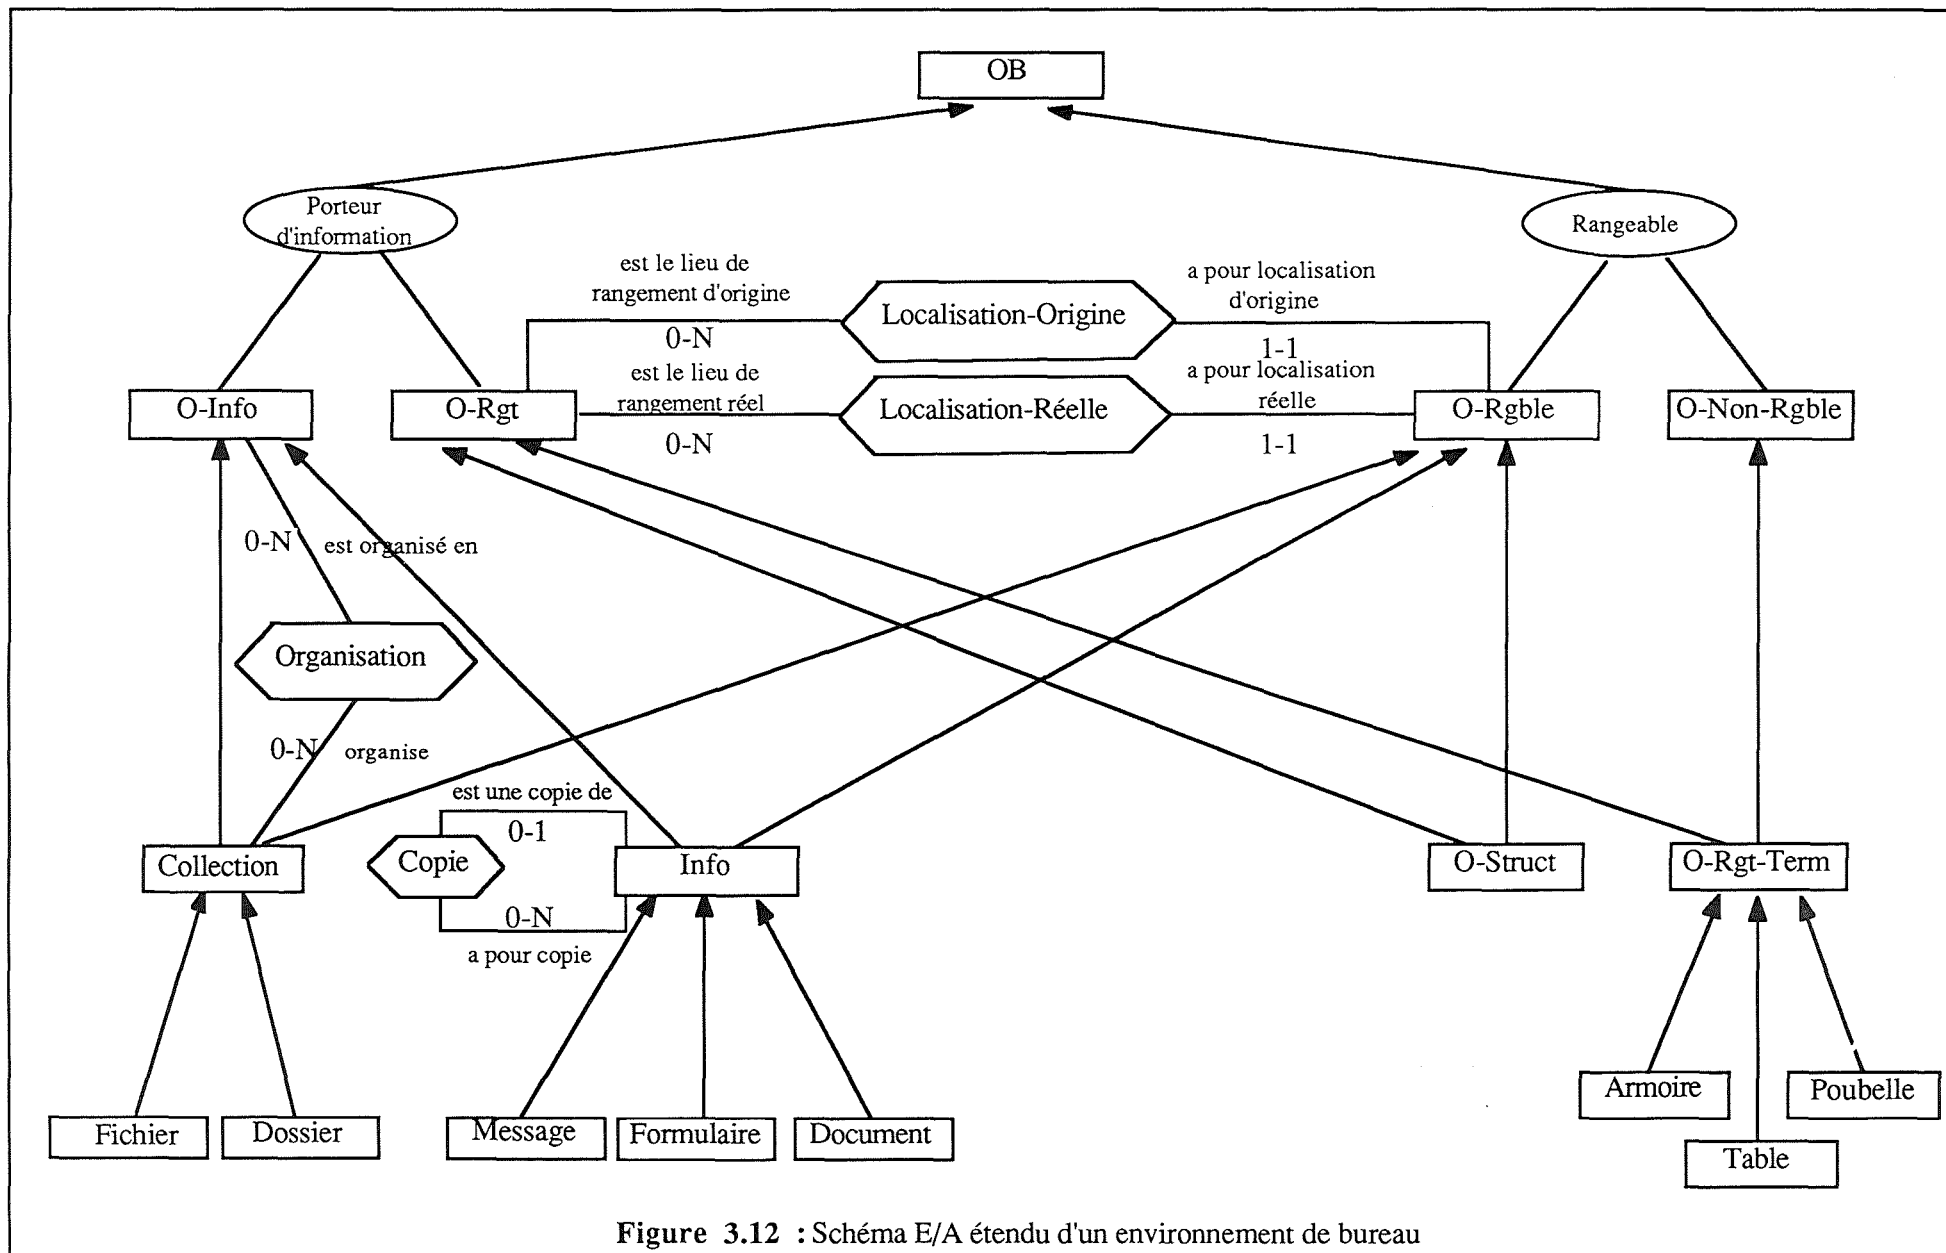 OB
Porteur
d'information
Rangeable
est le lieu de
rangement d'origine
0-N
Localisation-Origine
a pour localisation
d'origine
1-1
est le lieu de
rangement réel
0-N
Localisation-Réelle
a pour localisation
réelle
1-1
O-Info
O-Rgt
O-Rgble
O-Non-Rgble
0-N est organisé en
Organisation
0-N organise
est une copie de
0-1
Copie
0-N
a pour copie
Collection
Info
O-Struct
O-Rgt-Term
Armoire
Poubelle
Fichier
Dossier
Message
Formulaire
Document
Table
Figure 3.12 : Schéma E/A étendu d'un environnement de bureau